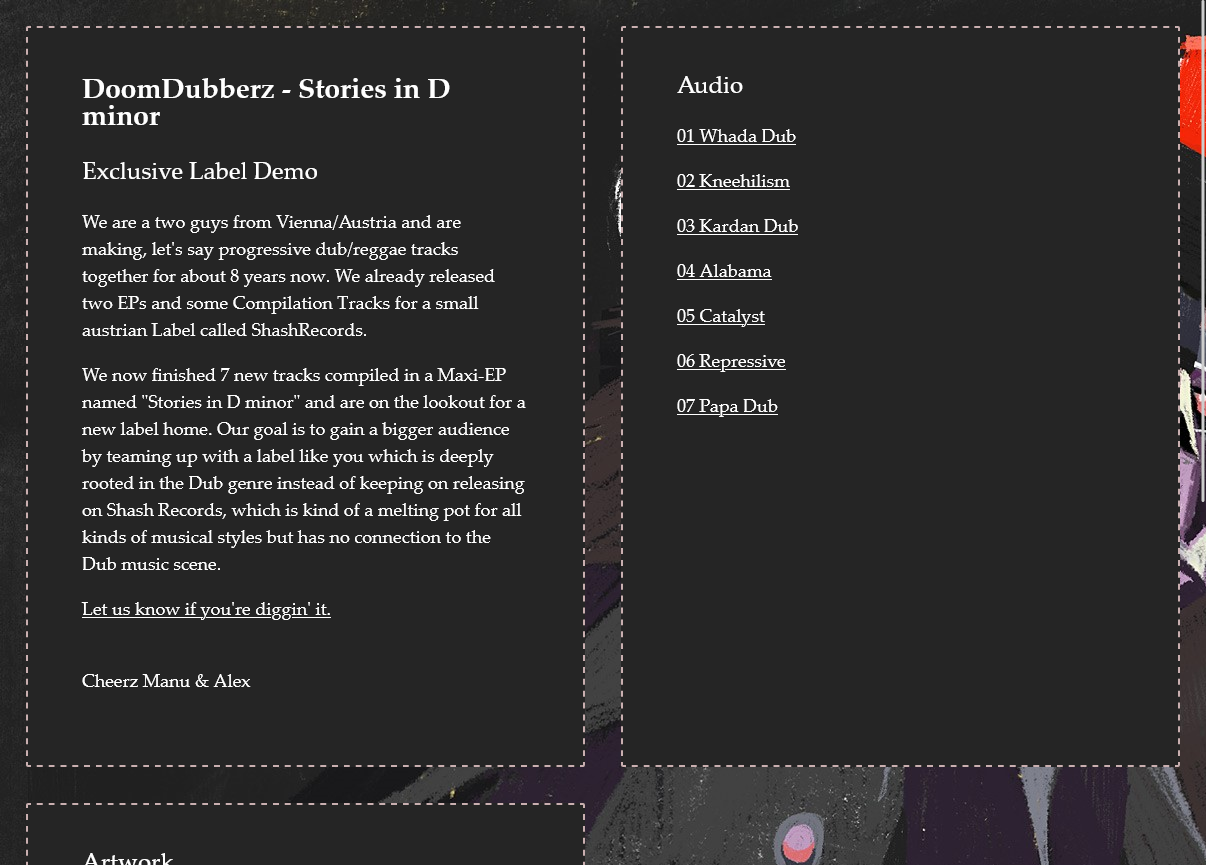 DoomDubberz - Stories in D
minor
Exclusive Label Demo
We are a two guys from Vienna/Austria and are
making, let's say progressive dub/reggae tracks
together for about 8 years now. We already released
two EPs and some Compilation Tracks for a small
austrian Label called ShashRecords.
We now finished 7 new tracks compiled in a Maxi-EP
named "Stories in D minor" and are on the lookout for a
new label home. Our goal is to gain a bigger audience
by teaming up with a label like you which is deeply
rooted in the Dub genre instead of keeping on releasing
on Shash Records, which is kind of a melting pot for all
kinds of musical styles but has no connection to the
Dub music scene.
Let us know if you're diggin' it.
Cheerz Manu & Alex
Audio
01 Whada Dub
02 Kneehilism
03 Kardan Dub
04 Alabama
05 Catalyst
06 Repressive
07 Papa Dub
Artwork